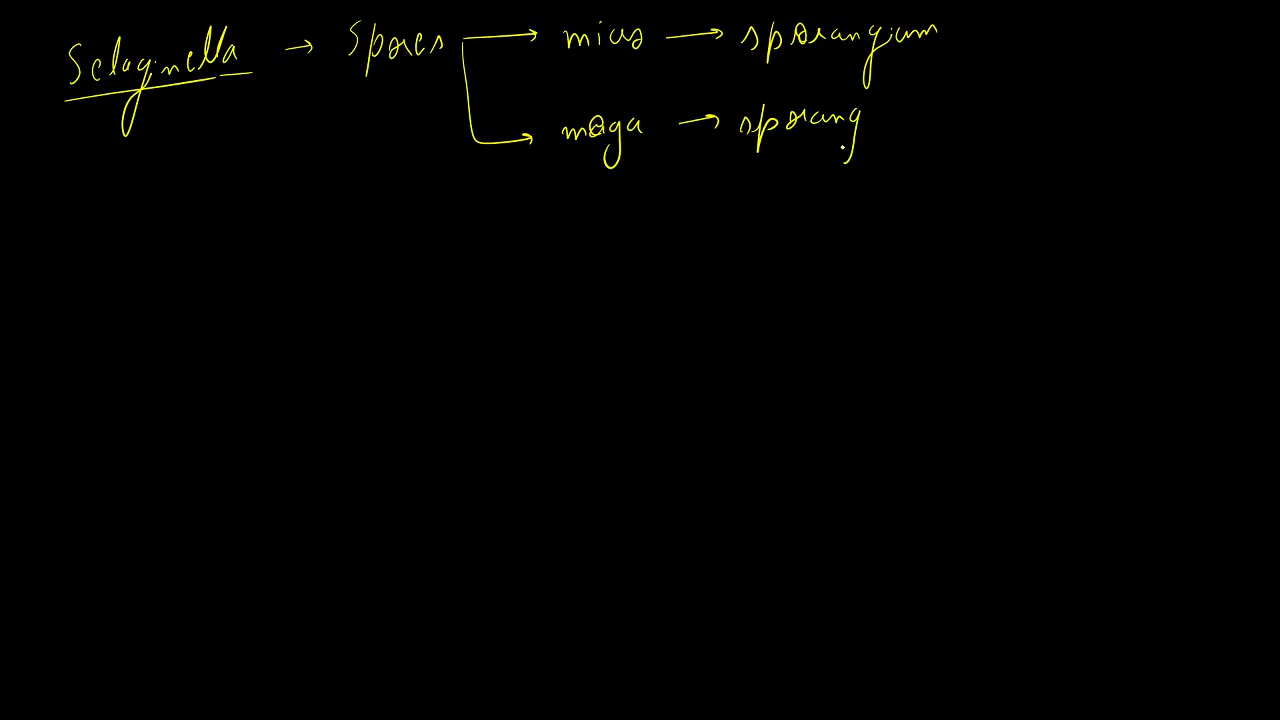 Selaginella → Spores → micro → sporangium
→ mega → sporang